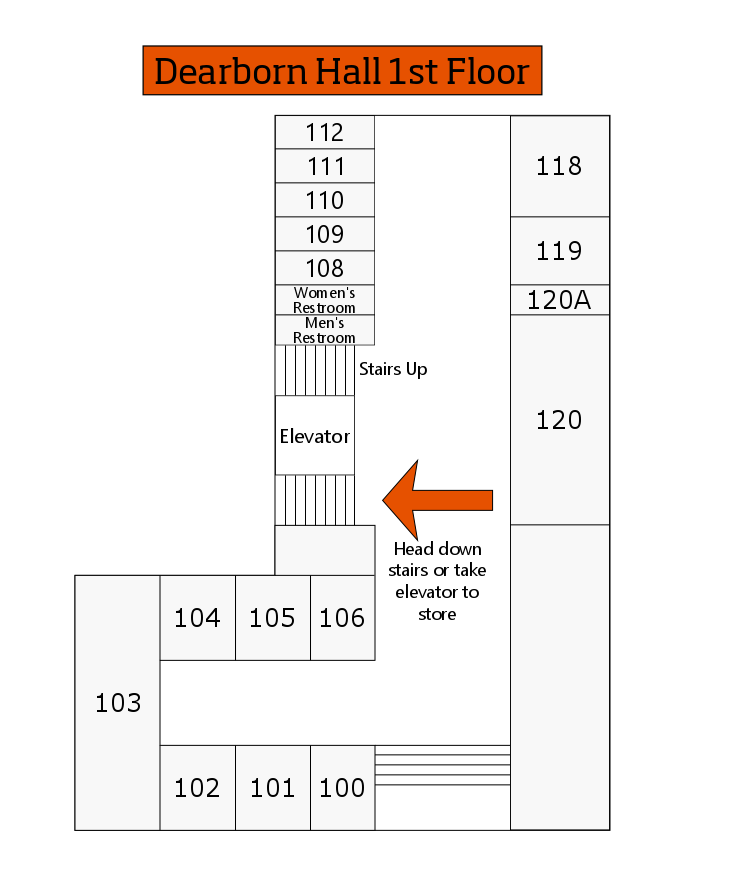 Dearborn Hall 1st Floor
112
111
110
109
108
Women's
Restroom
Men's
Restroom
Stairs Up
Elevator
118
119
120A
120
Head down
stairs or take
elevator to
store
104
105
106
103
102
101
100